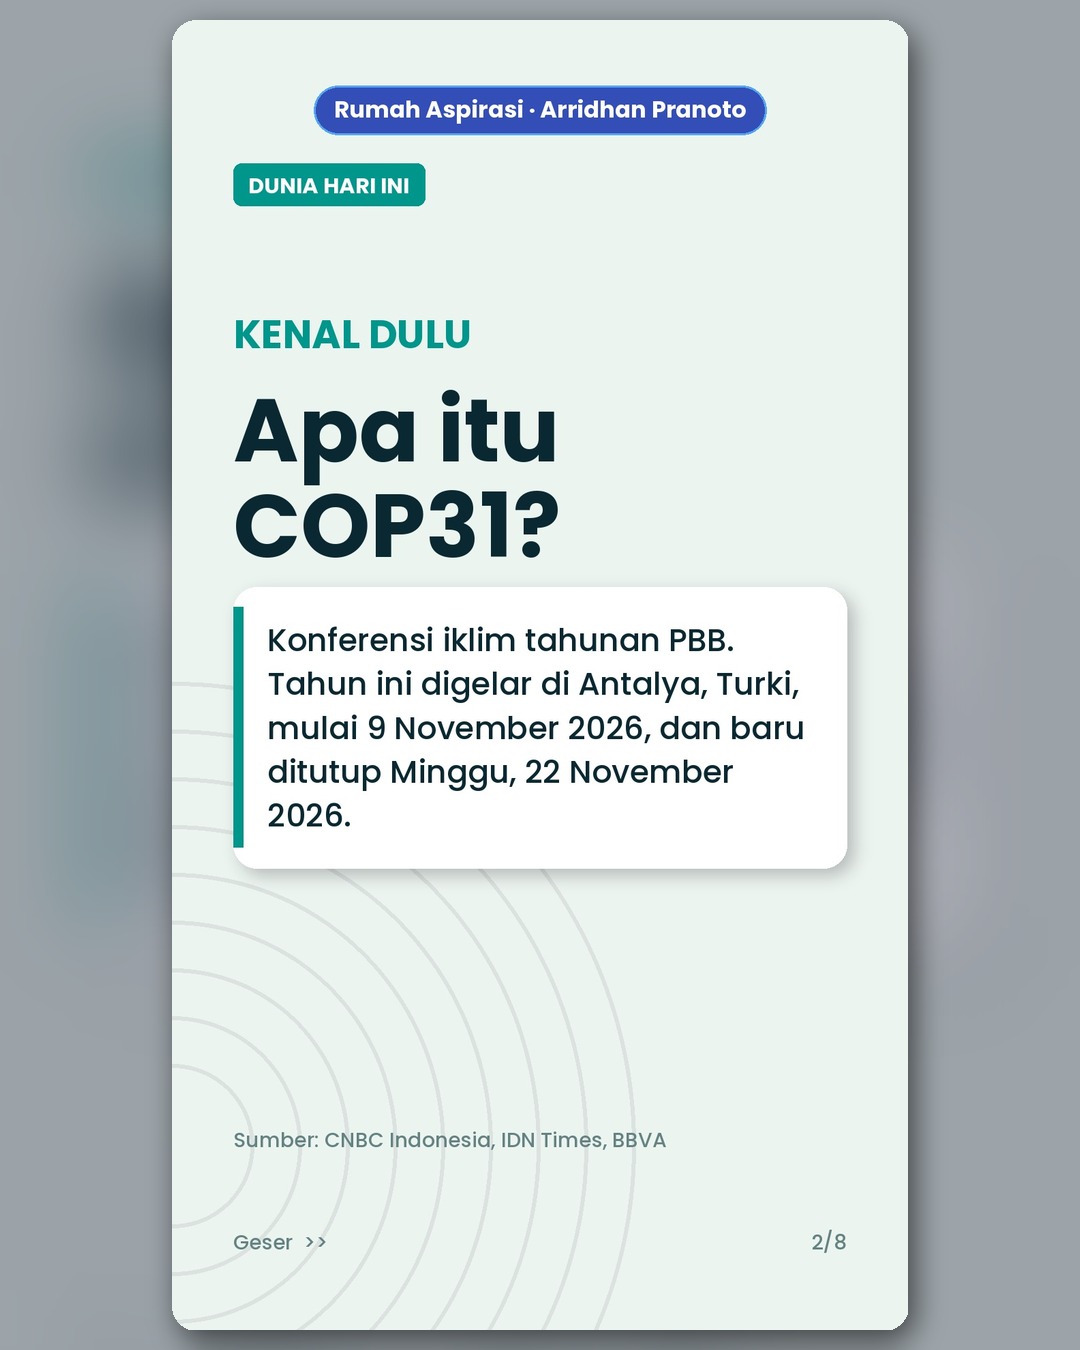 Rumah Aspirasi · Arridhan Pranoto
DUNIA HARI INI
KENAL DULU
Apa itu
COP31?
Konferensi iklim tahunan PBB.
Tahun ini digelar di Antalya, Turki,
mulai 9 November 2026, dan baru
ditutup Minggu, 22 November
2026.
Sumber: CNBC Indonesia, IDN Times, BBVA
Geser >>
2/8